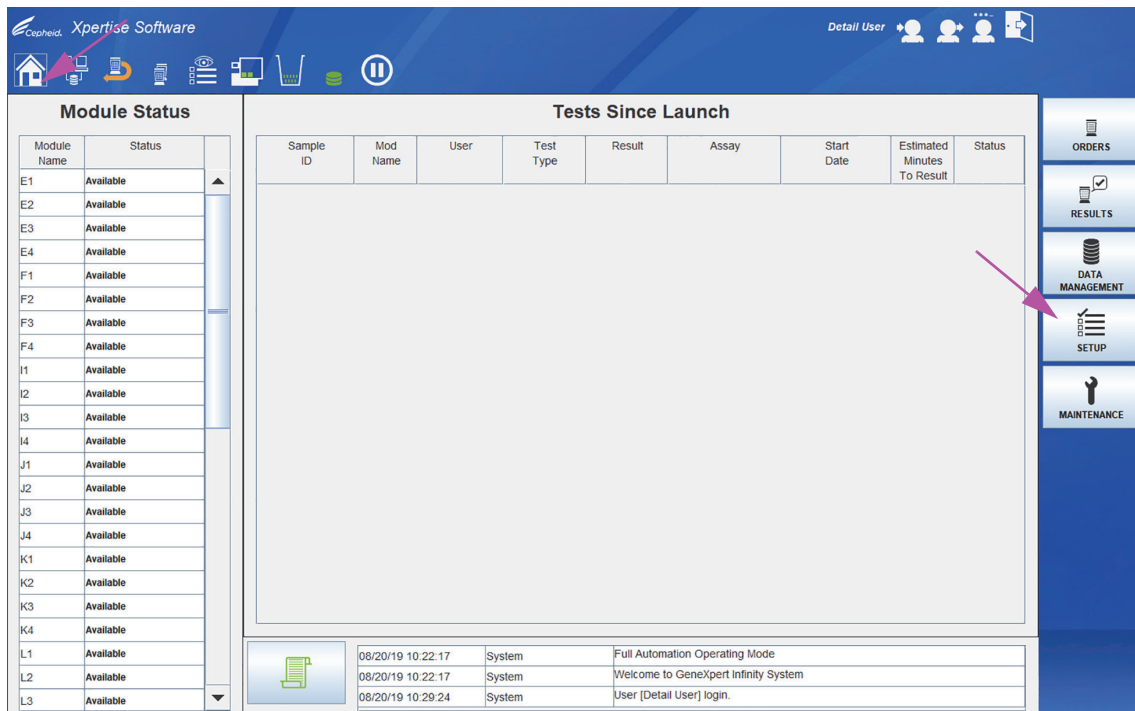 Cepheid. Xpertise Software
Detail User
Module Status
Module Name Status
E1 Available
E2 Available
E3 Available
E4 Available
F1 Available
F2 Available
F3 Available
F4 Available
I1 Available
I2 Available
I3 Available
I4 Available
J1 Available
J2 Available
J3 Available
J4 Available
K1 Available
K2 Available
K3 Available
K4 Available
L1 Available
L2 Available
L3 Available
Tests Since Launch
Sample ID Mod Name User Test Type Result Assay Start Date Estimated Minutes To Result Status
08/20/19 10:22:17 System Full Automation Operating Mode
08/20/19 10:22:17 System Welcome to GeneXpert Infinity System
08/20/19 10:29:24 System User [Detail User] login.
ORDERS
RESULTS
DATA
MANAGEMENT
SETUP
MAINTENANCE